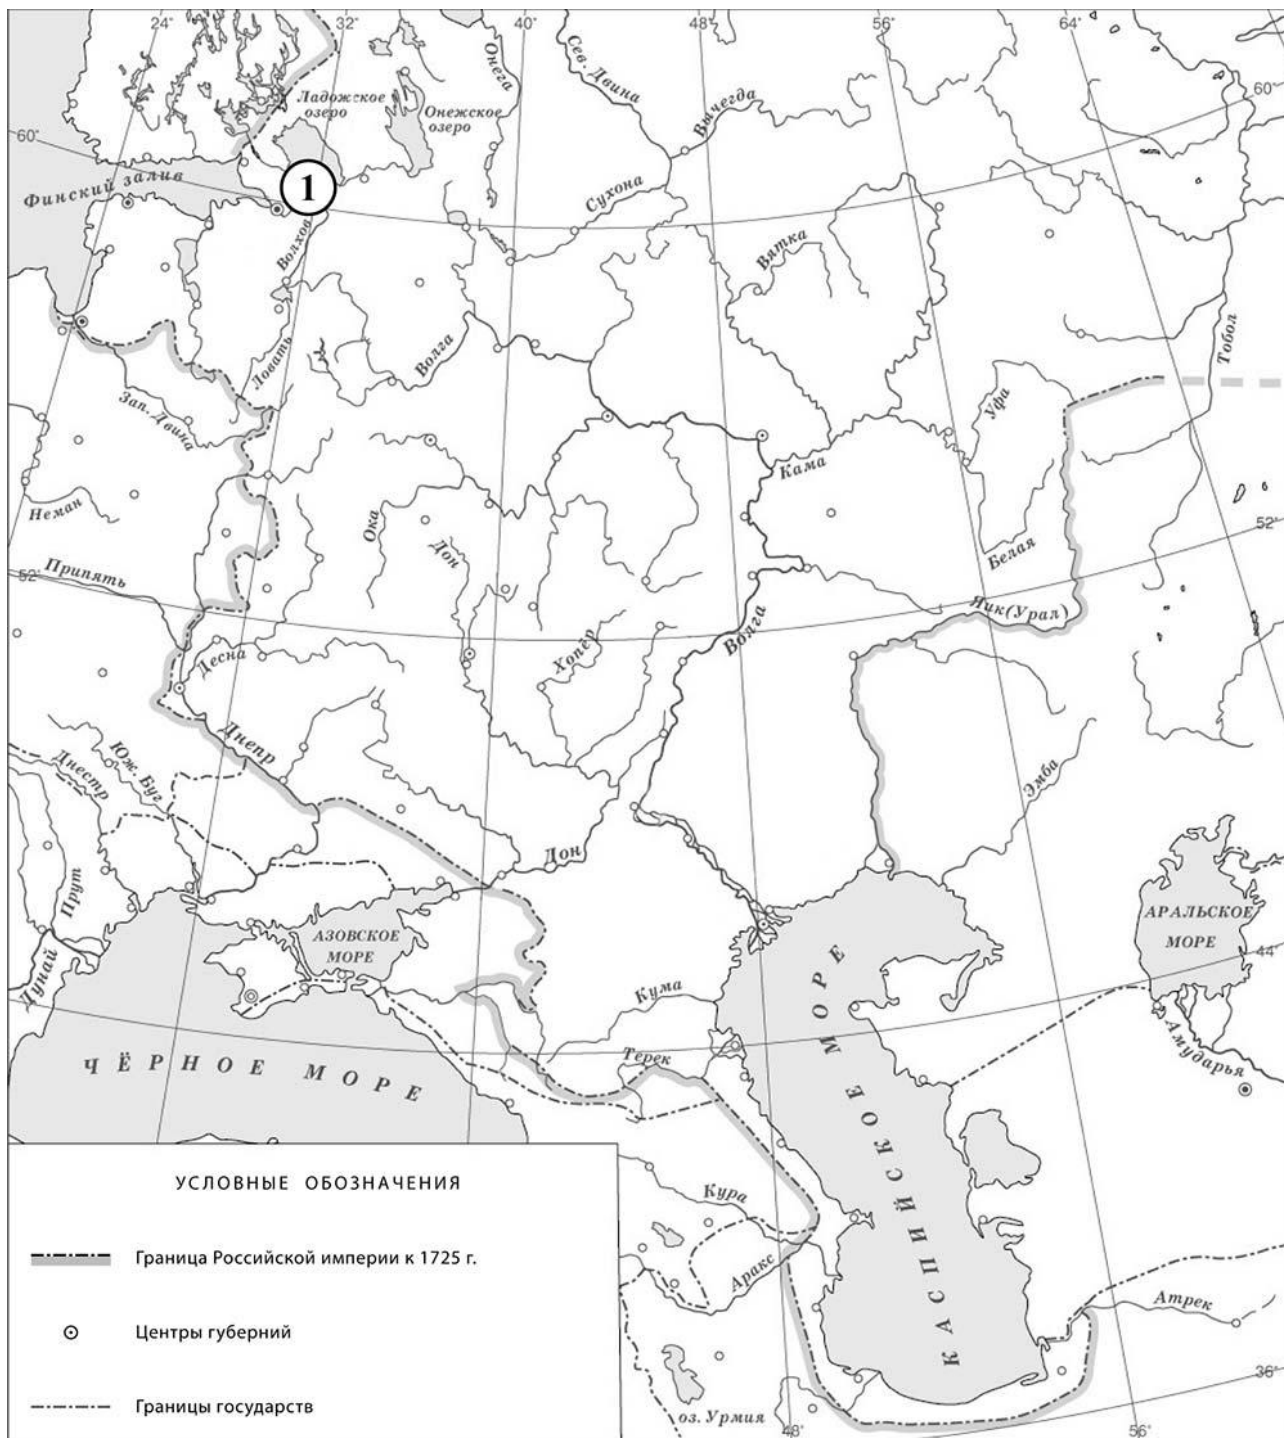 24°
32°
40°
48°
56°
64°
60°
60°
Онега
Сев. Двина
Вычегда
Ладожское
озеро
Онежское
озеро
1
Финский залив
Сухона
Волхов
Вятка
Ловать
Волга
Тобол
Зап. Двина
Уфа
Кама
Неман
Ока
Дон
52°
Белая
Припять
52°
Яик(Урал)
Волга
Десна
Хопёр
Днепр
Юж. Буг
Днестр
Эмба
Дон
Прут
АЗОВСКОЕ
МОРЕ
АРАЛЬСКОЕ
МОРЕ
Дунай
44°
Кума
ЧЁРНОЕ МОРЕ
Терек
Амударья
КАСПИЙСКОЕ МОРЕ
УСЛОВНЫЕ ОБОЗНАЧЕНИЯ
Кура
Граница Российской империи к 1725 г.
Аракс
Атрек
Центры губерний
36°
Границы государств
оз. Урмия
48°
56°